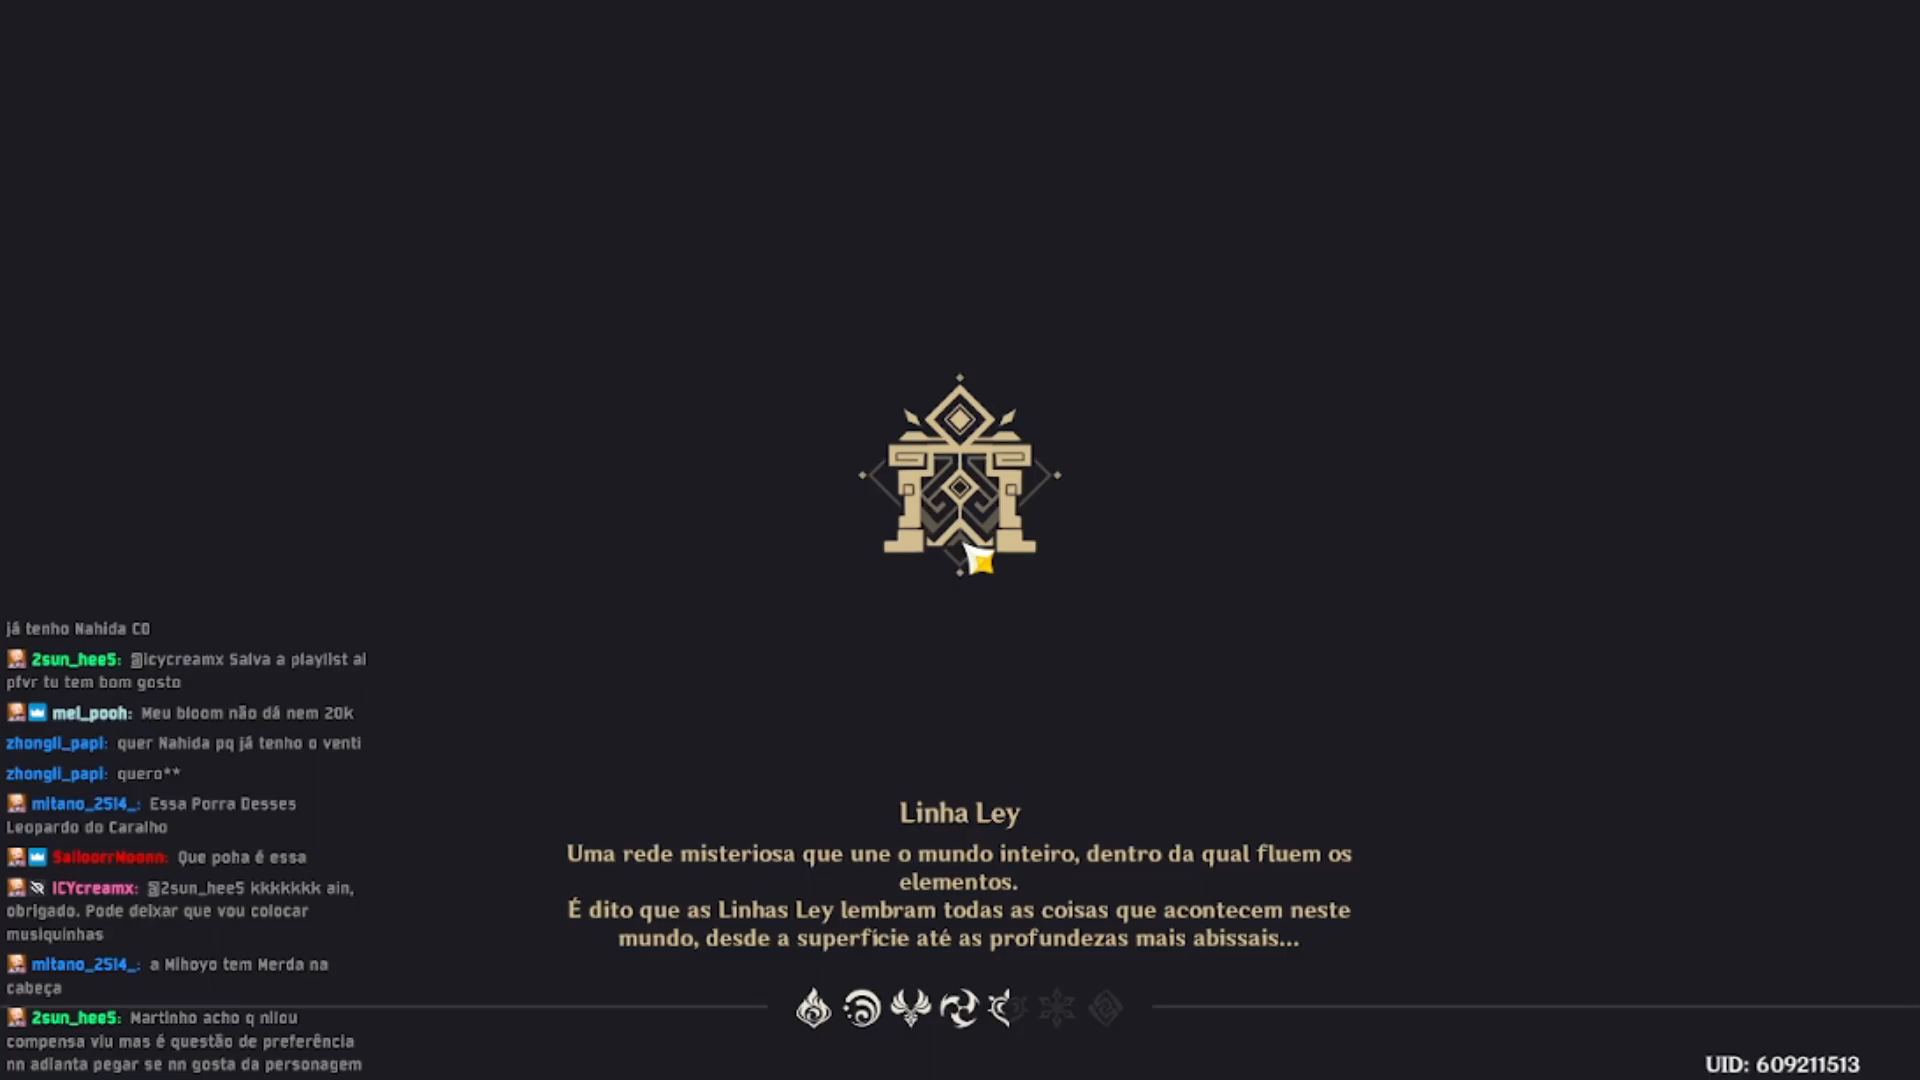 já tenho Nahida C0
2sun_hee5: @icycreamx Salva a playlist aí
pfvr tu tem bom gosto
mel_pooh: Meu bloom não dá nem 20k
zhongli_papi: quer Nahida pq já tenho o venti
zhongli_papi: quero**
mitano_2514_: Essa Porra Desses
Leopardo do Caralho
SailoorrMoonn: Que poha é essa
ICYcreamx: @2sun_hee5 kkkkkkk ain,
obrigado. Pode deixar que vou colocar
musiquinhas
mitano_2514_: a Mihoyo tem Merda na
cabeça
2sun_hee5: Martinho acho q nilou
compensa viu mas é questão de preferência
nn adianta pegar se nn gosta da personagem
Linha Ley
Uma rede misteriosa que une o mundo inteiro, dentro da qual fluem os
elementos.
É dito que as Linhas Ley lembram todas as coisas que acontecem neste
mundo, desde a superfície até as profundezas mais abissais...
UID: 609211513